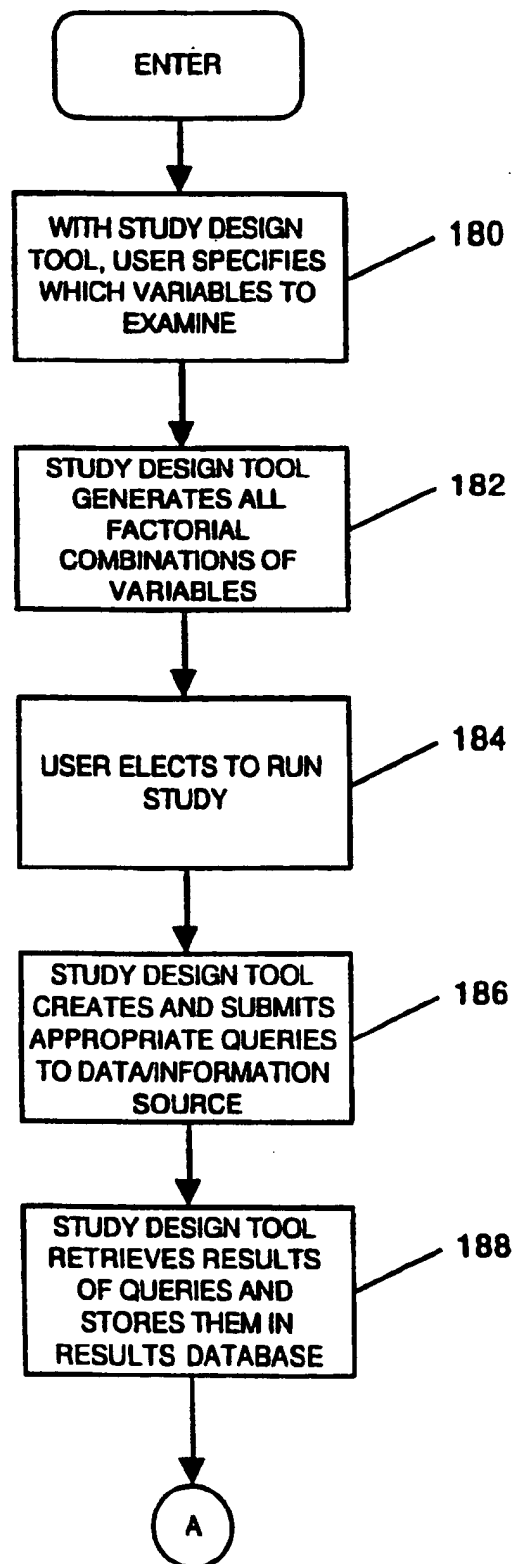 ENTER
WITH STUDY DESIGN
TOOL, USER SPECIFIES
WHICH VARIABLES TO
EXAMINE
180
STUDY DESIGN TOOL
GENERATES ALL
FACTORIAL
COMBINATIONS OF
VARIABLES
182
USER ELECTS TO RUN
STUDY
184
STUDY DESIGN TOOL
CREATES AND SUBMITS
APPROPRIATE QUERIES
TO DATA/INFORMATION
SOURCE
186
STUDY DESIGN TOOL
RETRIEVES RESULTS
OF QUERIES AND
STORES THEM IN
RESULTS DATABASE
188
A